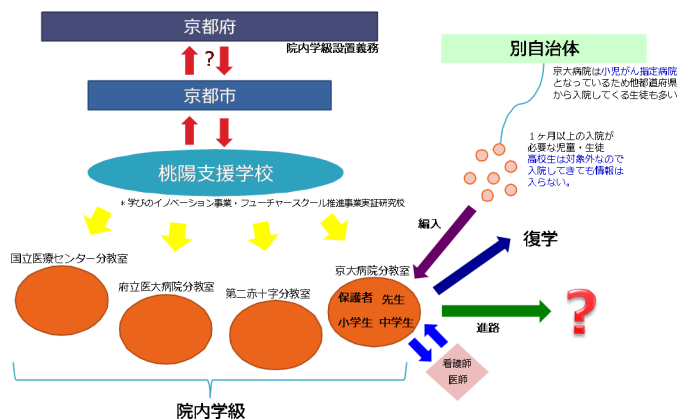 京都府
院内学級設置義務
?
京都市
桃陽支援学校
＊学びのイノベーション事業・フューチャースクール推進事業実証研究校
別自治体
京大病院は小児がん指定病院
となっているため他都道府県
から入院してくる生徒も多い
１ヶ月以上の入院が
必要な児童・生徒
高校生は対象外なので
入院してきても情報は
入らない。
編入
復学
進路
?
国立医療センター分教室
府立医大病院分教室
第二赤十字分教室
京大病院分教室
保護者 先生
小学生 中学生
看護師
医師
院内学級